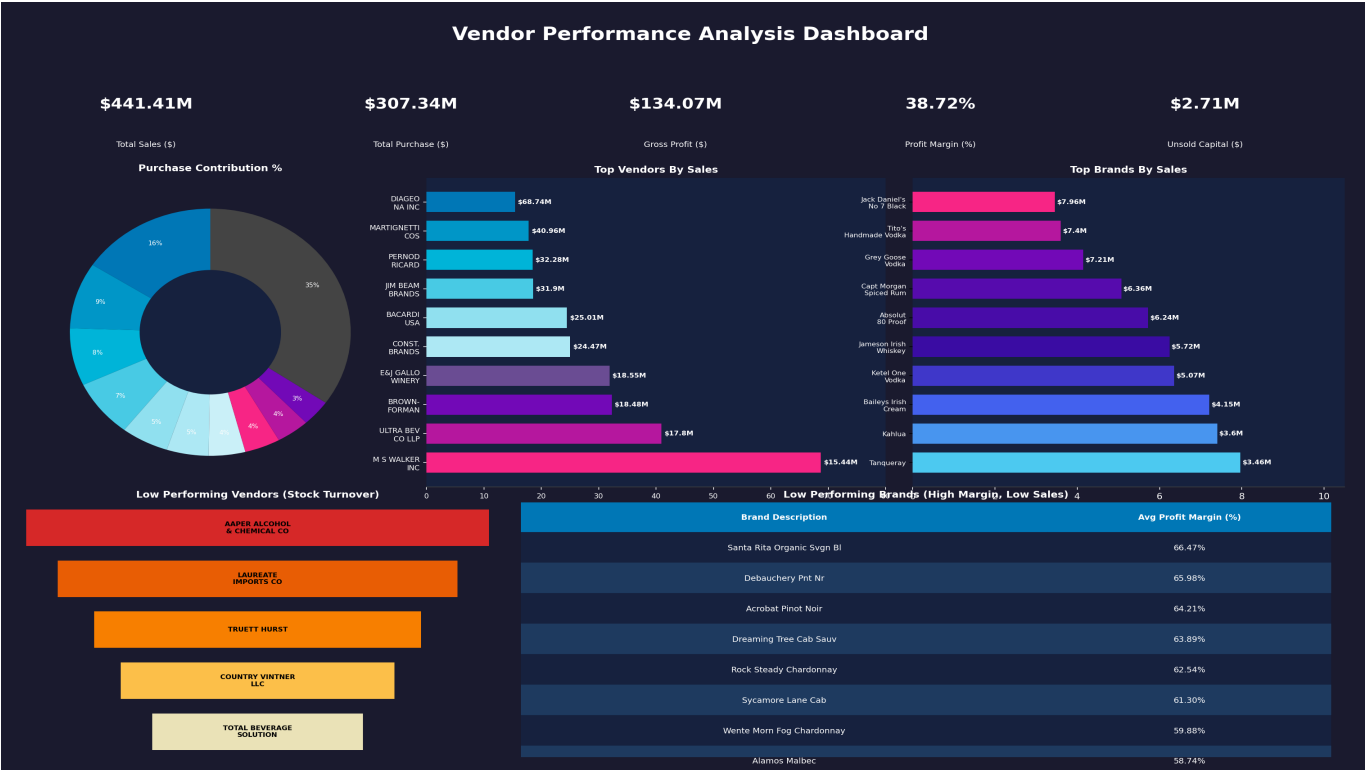 Vendor Performance Analysis Dashboard
$441.41M
$307.34M
$134.07M
38.72%
$2.71M
Total Sales ($)
Total Purchase ($)
Gross Profit ($)
Profit Margin (%)
Unsold Capital ($)
Purchase Contribution %
16%
9%
8%
7%
5%
5%
4%
4%
3%
35%
Top Vendors By Sales
DIAGEO
NA INC
$68.74M
MARTIGNETTI
COS
$40.96M
PERNOD
RICARD
$32.28M
JIM BEAM
BRANDS
$31.9M
BACARDI
USA
$25.01M
CONST.
BRANDS
$24.47M
E&J GALLO
WINERY
$18.55M
BROWN-
FORMAN
$18.48M
ULTRA BEV
CO LLP
$17.8M
M S WALKER
INC
$15.44M
0
10
20
30
40
50
60
Top Brands By Sales
Jack Daniel's
No 7 Black
$7.96M
Tito's
Handmade Vodka
$7.4M
Grey Goose
Vodka
$7.21M
Capt Morgan
Spiced Rum
$6.36M
Absolut
80 Proof
$6.24M
Jameson Irish
Whiskey
$5.72M
Ketel One
Vodka
$5.07M
Baileys Irish
Cream
$4.15M
Kahlua
$3.6M
Tanqueray
$3.46M
4
6
8
10
Low Performing Vendors (Stock Turnover)
AAPER ALCOHOL
& CHEMICAL CO
LAUREATE
IMPORTS CO
TRUETT HURST
COUNTRY VINTNER
LLC
TOTAL BEVERAGE
SOLUTION
Low Performing Brands (High Margin, Low Sales)
Brand Description
Avg Profit Margin (%)
Santa Rita Organic Svgn Bl
66.47%
Debauchery Pnt Nr
65.98%
Acrobat Pinot Noir
64.21%
Dreaming Tree Cab Sauv
63.89%
Rock Steady Chardonnay
62.54%
Sycamore Lane Cab
61.30%
Wente Morn Fog Chardonnay
59.88%
Alamos Malbec
58.74%